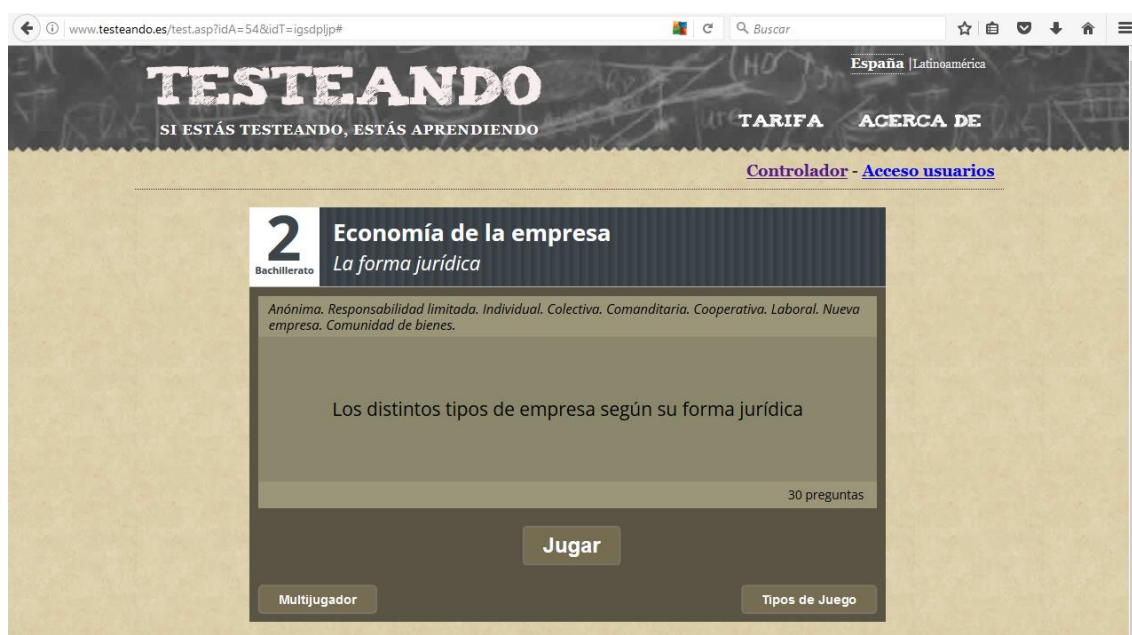 www.testeando.es/test.asp?idA=54&idT=igsdpljp#
Buscar
España | Latinoamérica
TESTEANDO
SI ESTÁS TESTEANDO, ESTÁS APRENDIENDO
TARIFA ACERCA DE
Controlador - Acceso usuarios
2
Bachillerato
Economía de la empresa
La forma jurídica
Anónima. Responsabilidad limitada. Individual. Colectiva. Comanditaria. Cooperativa. Laboral. Nueva
empresa. Comunidad de bienes.
Los distintos tipos de empresa según su forma jurídica
30 preguntas
Jugar
Multijugador
Tipos de Juego